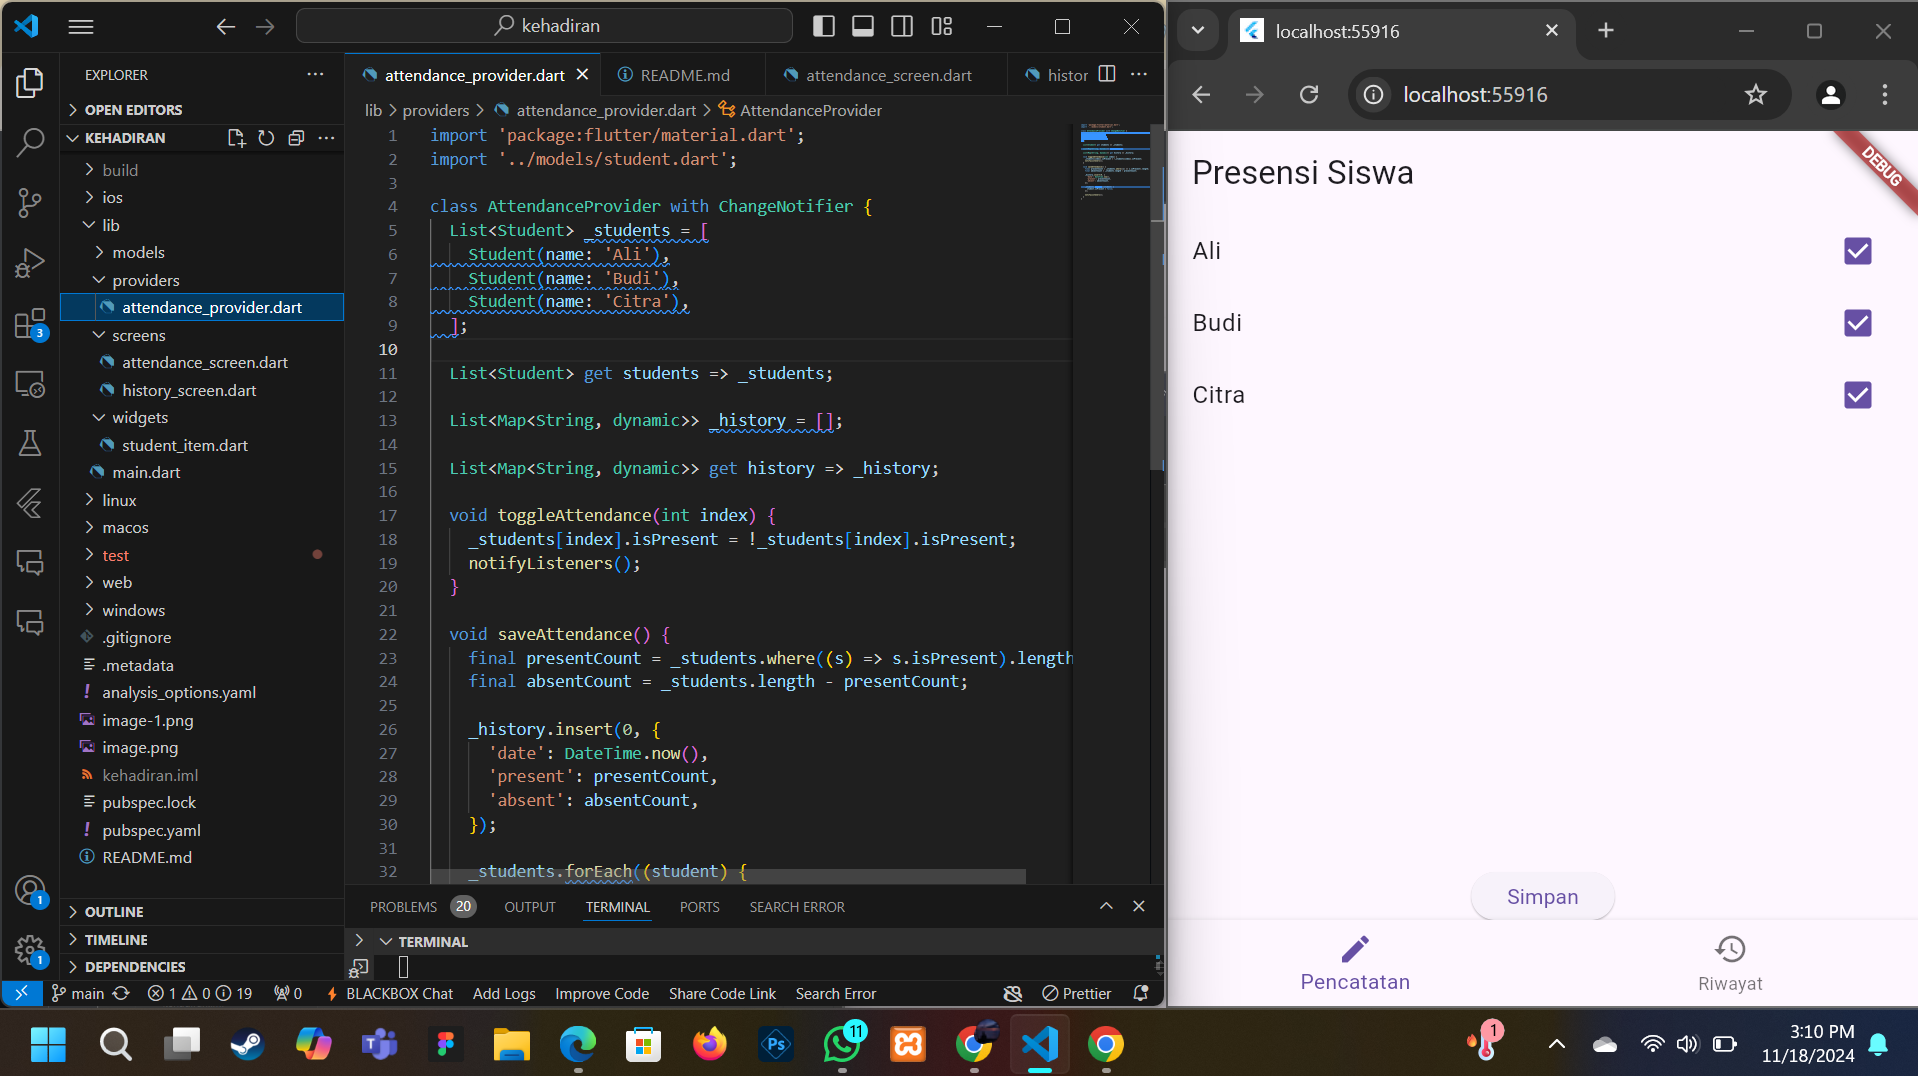 kehadiran
EXPLORER
OPEN EDITORS
KEHADIRAN
build
ios
lib
models
providers
attendance_provider.dart
screens
attendance_screen.dart
history_screen.dart
widgets
student_item.dart
main.dart
linux
macos
test
web
windows
.gitignore
.metadata
analysis_options.yaml
image-1.png
image.png
kehadiran.iml
pubspec.lock
pubspec.yaml
README.md
OUTLINE
TIMELINE
DEPENDENCIES
3
1
1
attendance_provider.dart README.md attendance_screen.dart histor
lib > providers > attendance_provider.dart > AttendanceProvider
1 import 'package:flutter/material.dart';
2 import '../models/student.dart';
3
4 class AttendanceProvider with ChangeNotifier {
5 List<Student> _students = [
6 Student(name: 'Ali'),
7 Student(name: 'Budi'),
8 Student(name: 'Citra'),
9 ];
10
11 List<Student> get students => _students;
12
13 List<Map<String, dynamic>> _history = [];
14
15 List<Map<String, dynamic>> get history => _history;
16
17 void toggleAttendance(int index) {
18 _students[index].isPresent = !_students[index].isPresent;
19 notifyListeners();
20 }
21
22 void saveAttendance() {
23 final presentCount = _students.where((s) => s.isPresent).length
24 final absentCount = _students.length - presentCount;
25
26 _history.insert(0, {
27 'date': DateTime.now(),
28 'present': presentCount,
29 'absent': absentCount,
30 });
31
32 _students.forEach((student) {
PROBLEMS 20 OUTPUT TERMINAL PORTS SEARCH ERROR
TERMINAL
main 1 0 19 0 BLACKBOX Chat Add Logs Improve Code Share Code Link Search Error Prettier
localhost:55916
localhost:55916
DEBUG
Presensi Siswa
Ali
Budi
Citra
Simpan
Pencatatan Riwayat
Ps
11
1
3:10 PM
11/18/2024